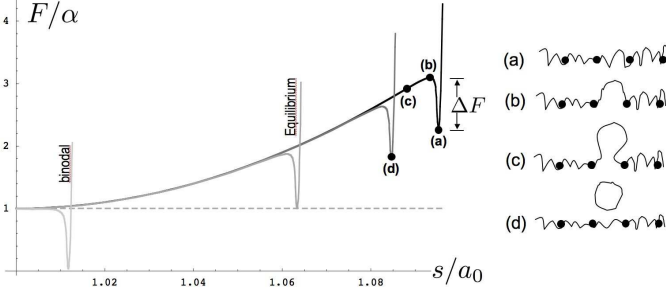 F/α
4
3
2
1
binodal
Equilibrium
(b)
(c)
ΔF
(a)
(d)
1.02
1.04
1.06
1.08
s/a₀
(a)
(b)
(c)
(d)